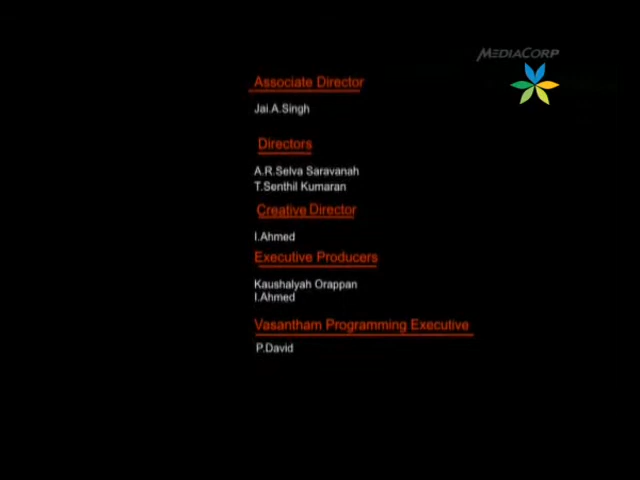 MEDIACORP
Associate Director
Jai.A.Singh
Directors
A.R.Selva Saravanah
T.Senthil Kumaran
Creative Director
I.Ahmed
Executive Producers
Kaushalyah Orappan
I.Ahmed
Vasantham Programming Executive
P.David